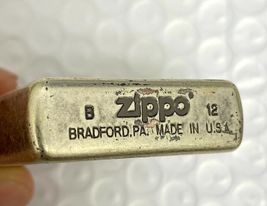 B zippo® 12
BRADFORD, PA. MADE IN U.S.A.